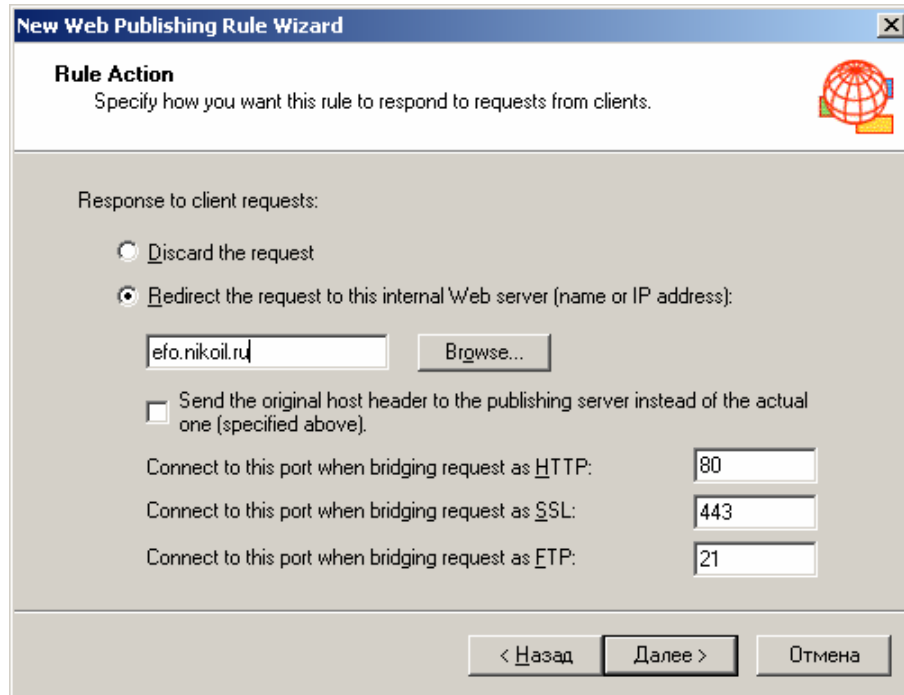 New Web Publishing Rule Wizard
Rule Action
Specify how you want this rule to respond to requests from clients.
Response to client requests:
Discard the request
Redirect the request to this internal Web server (name or IP address):
efo.nikoil.ru
Browse...
Send the original host header to the publishing server instead of the actual
one (specified above).
Connect to this port when bridging request as HTTP: 80
Connect to this port when bridging request as SSL: 443
Connect to this port when bridging request as FTP: 21
< Назад Далее > Отмена